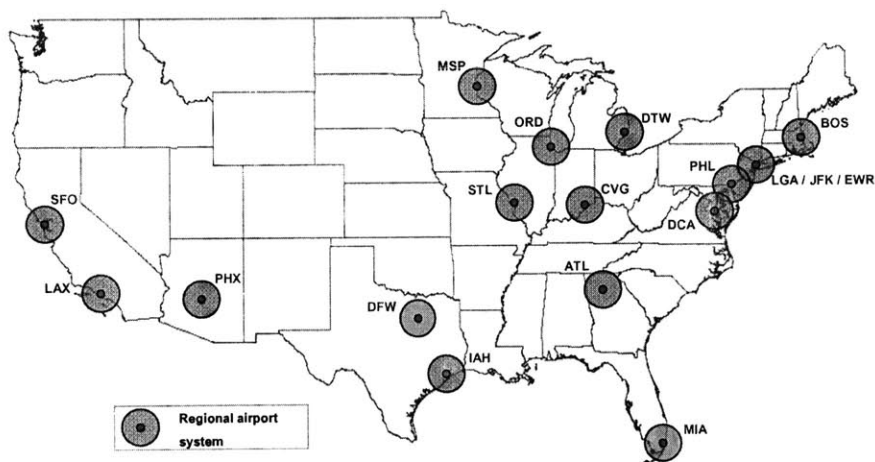 MSP
ORD
DTW
BOS
PHL
LGA / JFK / EWR
STL
CVG
SFO
DCA
ATL
LAX
PHX
DFW
IAH
Regional airport
system
MIA